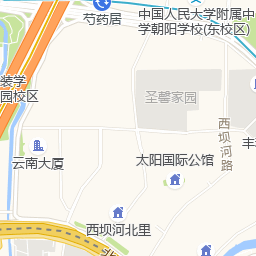 芍药居
中国人民大学附属中
学朝阳学校(东校区)
装学
园校区
圣馨家园
西坝河路
丰
云南大厦
太阳国际公馆
西坝河北里
北